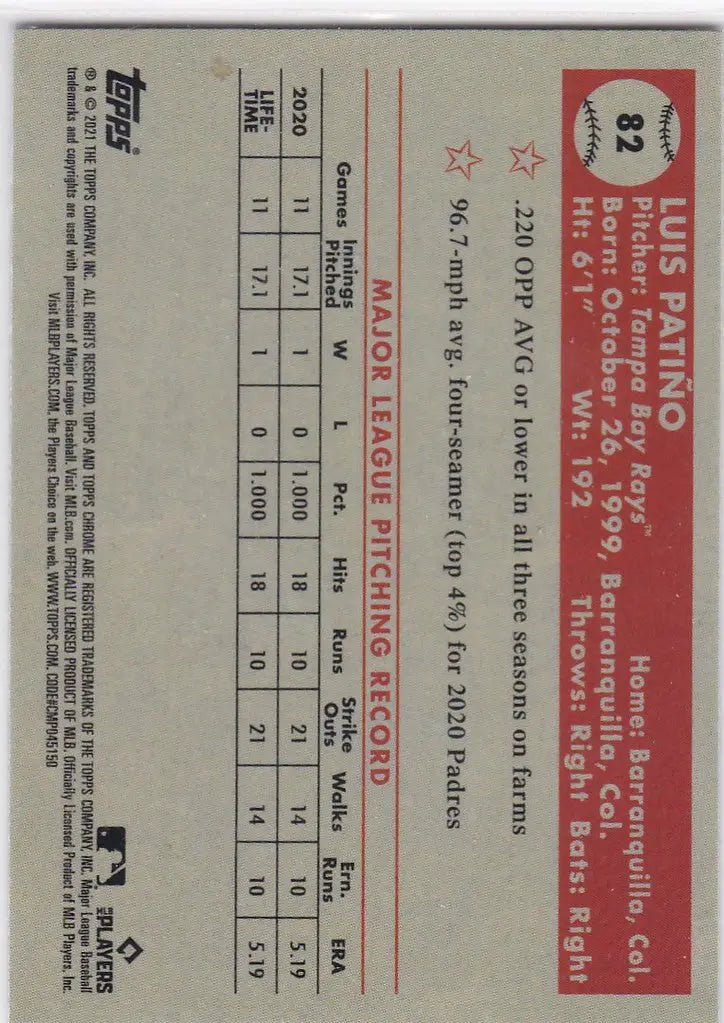 82
LUIS PATIÑO
Pitcher: Tampa Bay Rays™ Home: Barranquilla, Col.
Born: October 26, 1999, Barranquilla, Col.
Ht: 6'1" Wt: 192 Throws: Right Bats: Right
.220 OPP AVG or lower in all three seasons on farms
96.7-mph avg. four-seamer (top 4%) for 2020 Padres
MAJOR LEAGUE PITCHING RECORD
Games Innings Pitched W L Pct. Hits Runs Strike Outs Walks Ern. Runs ERA
2020 11 17.1 1 0 1.000 18 10 21 14 10 5.19
LIFE-TIME 11 17.1 1 0 1.000 18 10 21 14 10 5.19
topps®
MLB PLAYERS
® & © 2021 THE TOPPS COMPANY, INC. ALL RIGHTS RESERVED. TOPPS AND TOPPS CHROME ARE REGISTERED TRADEMARKS OF THE TOPPS COMPANY, INC. Major League Baseball
trademarks and copyrights are used with permission of Major League Baseball. Visit MLB.com. OFFICIALLY LICENSED PRODUCT OF MLB. Officially Licensed Product of MLB Players, Inc.
Visit MLBPLAYERS.COM, the Players Choice on the web. WWW.TOPPS.COM. CODE#CMP045150